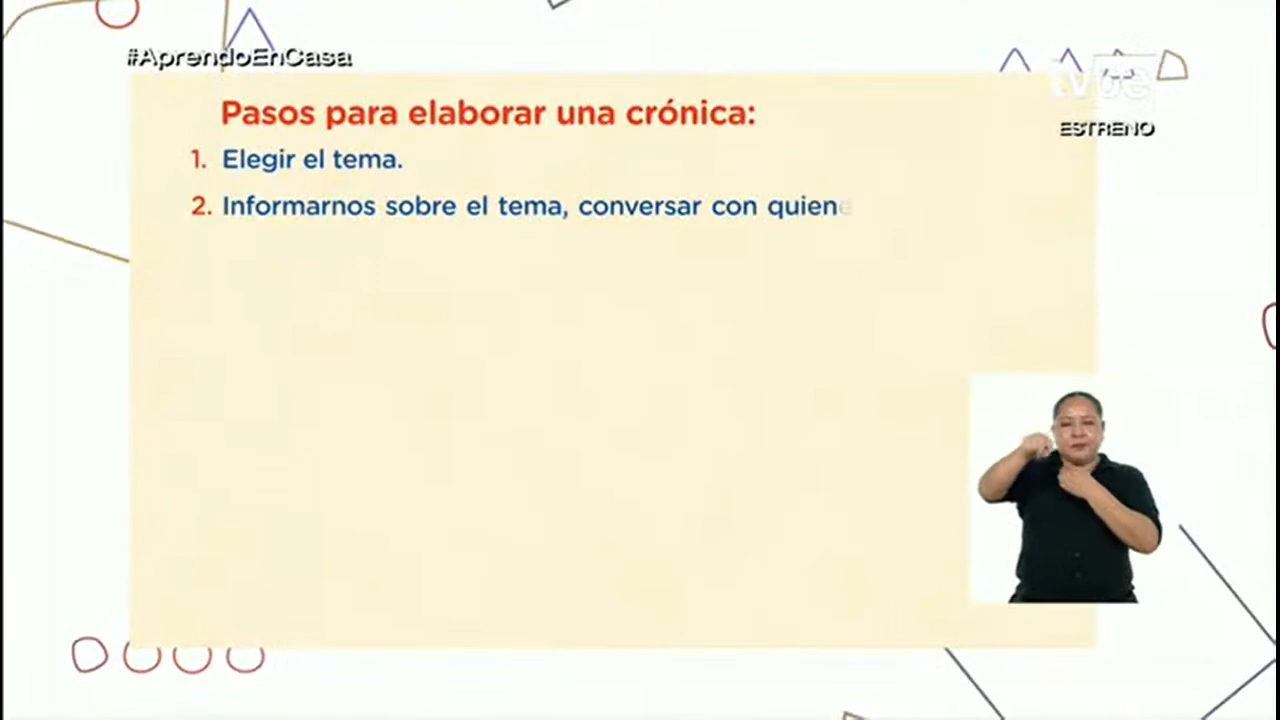 #AprendoEnCasa
tvpe
ESTRENO
Pasos para elaborar una crónica:
1. Elegir el tema.
2. Informarnos sobre el tema, conversar con quiene